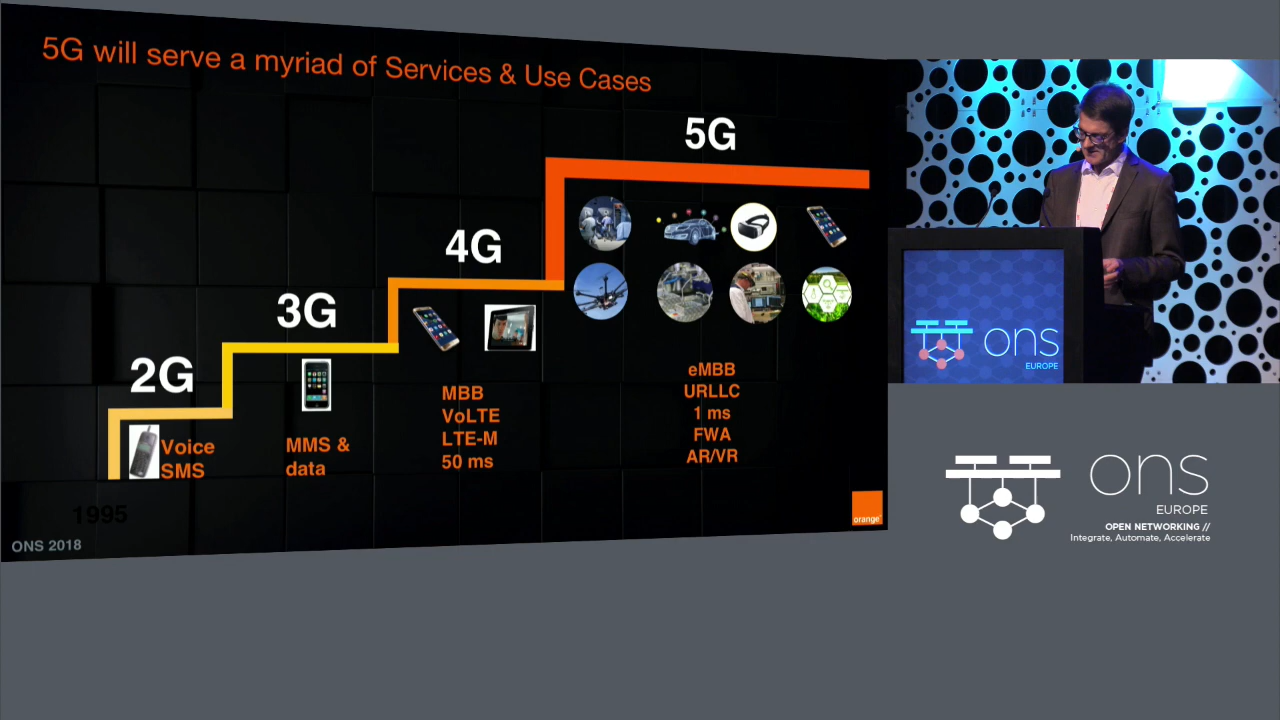 5G will serve a myriad of Services & Use Cases
5G
4G
3G
2G
Voice
SMS
MMS &
data
MBB
VoLTE
LTE-M
50 ms
eMBB
URLLC
1 ms
FWA
AR/VR
1995
ONS 2018
orange
ons
EUROPE
ons
EUROPE
OPEN NETWORKING //
Integrate, Automate, Accelerate